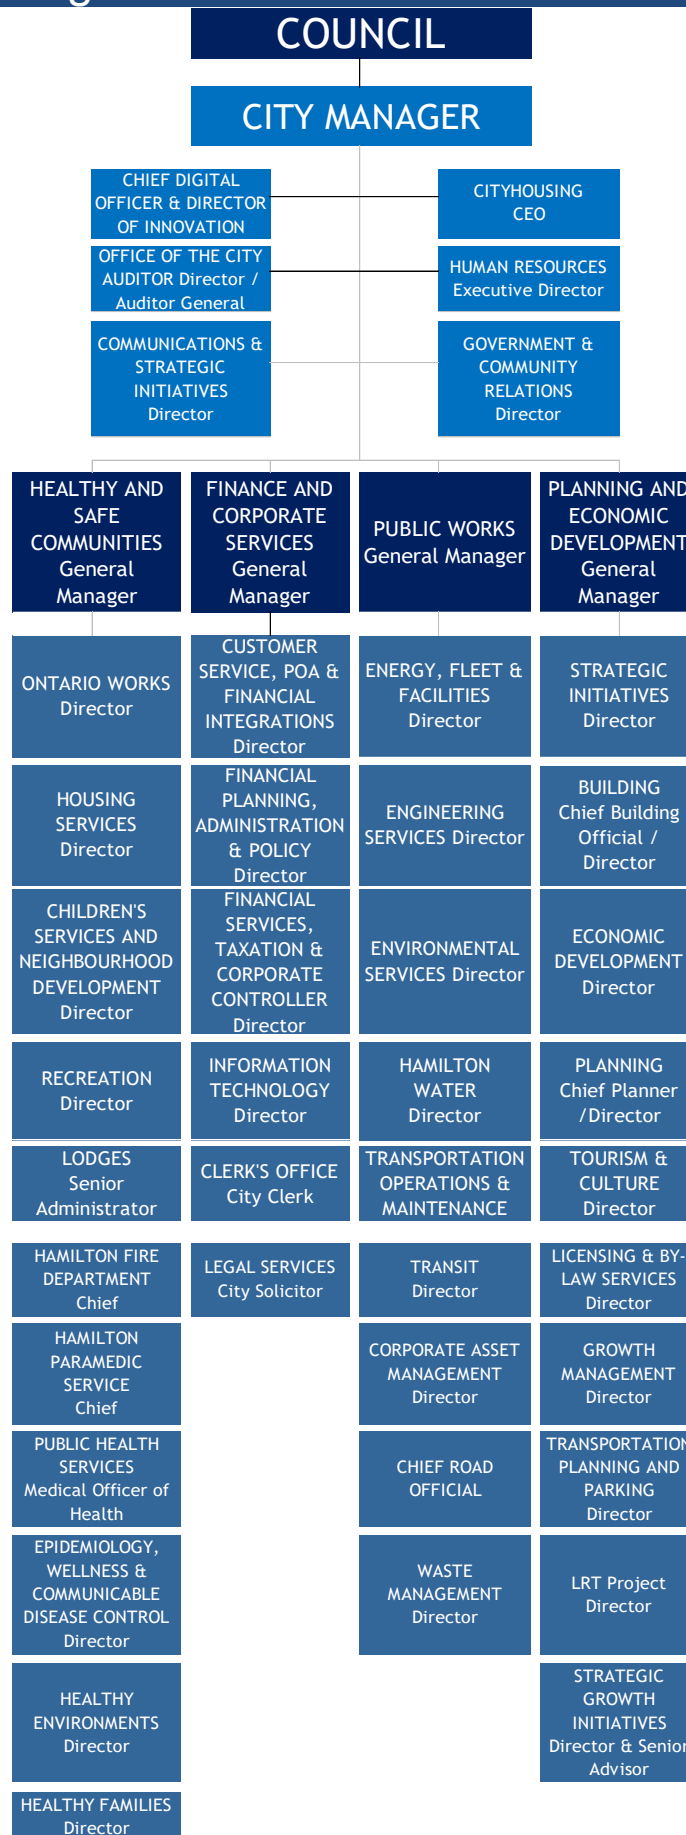 COUNCIL
CITY MANAGER
CHIEF DIGITAL
OFFICER & DIRECTOR
OF INNOVATION
CITYHOUSING
CEO
OFFICE OF THE CITY
AUDITOR Director /
Auditor General
HUMAN RESOURCES
Executive Director
COMMUNICATIONS &
STRATEGIC
INITIATIVES
Director
GOVERNMENT &
COMMUNITY
RELATIONS
Director
HEALTHY AND
SAFE
COMMUNITIES
General
Manager
FINANCE AND
CORPORATE
SERVICES
General
Manager
PUBLIC WORKS
General Manager
PLANNING AND
ECONOMIC
DEVELOPMENT
General
Manager
ONTARIO WORKS
Director
CUSTOMER
SERVICE, POA &
FINANCIAL
INTEGRATIONS
Director
ENERGY, FLEET &
FACILITIES
Director
STRATEGIC
INITIATIVES
Director
HOUSING
SERVICES
Director
FINANCIAL
PLANNING,
ADMINISTRATION
& POLICY
Director
ENGINEERING
SERVICES Director
BUILDING
Chief Building
Official /
Director
CHILDREN'S
SERVICES AND
NEIGHBOURHOOD
DEVELOPMENT
Director
FINANCIAL
SERVICES,
TAXATION &
CORPORATE
CONTROLLER
Director
ENVIRONMENTAL
SERVICES Director
ECONOMIC
DEVELOPMENT
Director
RECREATION
Director
INFORMATION
TECHNOLOGY
Director
HAMILTON
WATER
Director
PLANNING
Chief Planner
/Director
LODGES
Senior
Administrator
CLERK'S OFFICE
City Clerk
TRANSPORTATION
OPERATIONS &
MAINTENANCE
TOURISM &
CULTURE
Director
HAMILTON FIRE
DEPARTMENT
Chief
LEGAL SERVICES
City Solicitor
TRANSIT
Director
LICENSING & BY-
LAW SERVICES
Director
HAMILTON
PARAMEDIC
SERVICE
Chief
CORPORATE ASSET
MANAGEMENT
Director
GROWTH
MANAGEMENT
Director
PUBLIC HEALTH
SERVICES
Medical Officer of
Health
CHIEF ROAD
OFFICIAL
TRANSPORTATION
PLANNING AND
PARKING
Director
EPIDEMIOLOGY,
WELLNESS &
COMMUNICABLE
DISEASE CONTROL
Director
WASTE
MANAGEMENT
Director
LRT Project
Director
HEALTHY
ENVIRONMENTS
Director
STRATEGIC
GROWTH
INITIATIVES
Director & Senior
Advisor
HEALTHY FAMILIES
Director